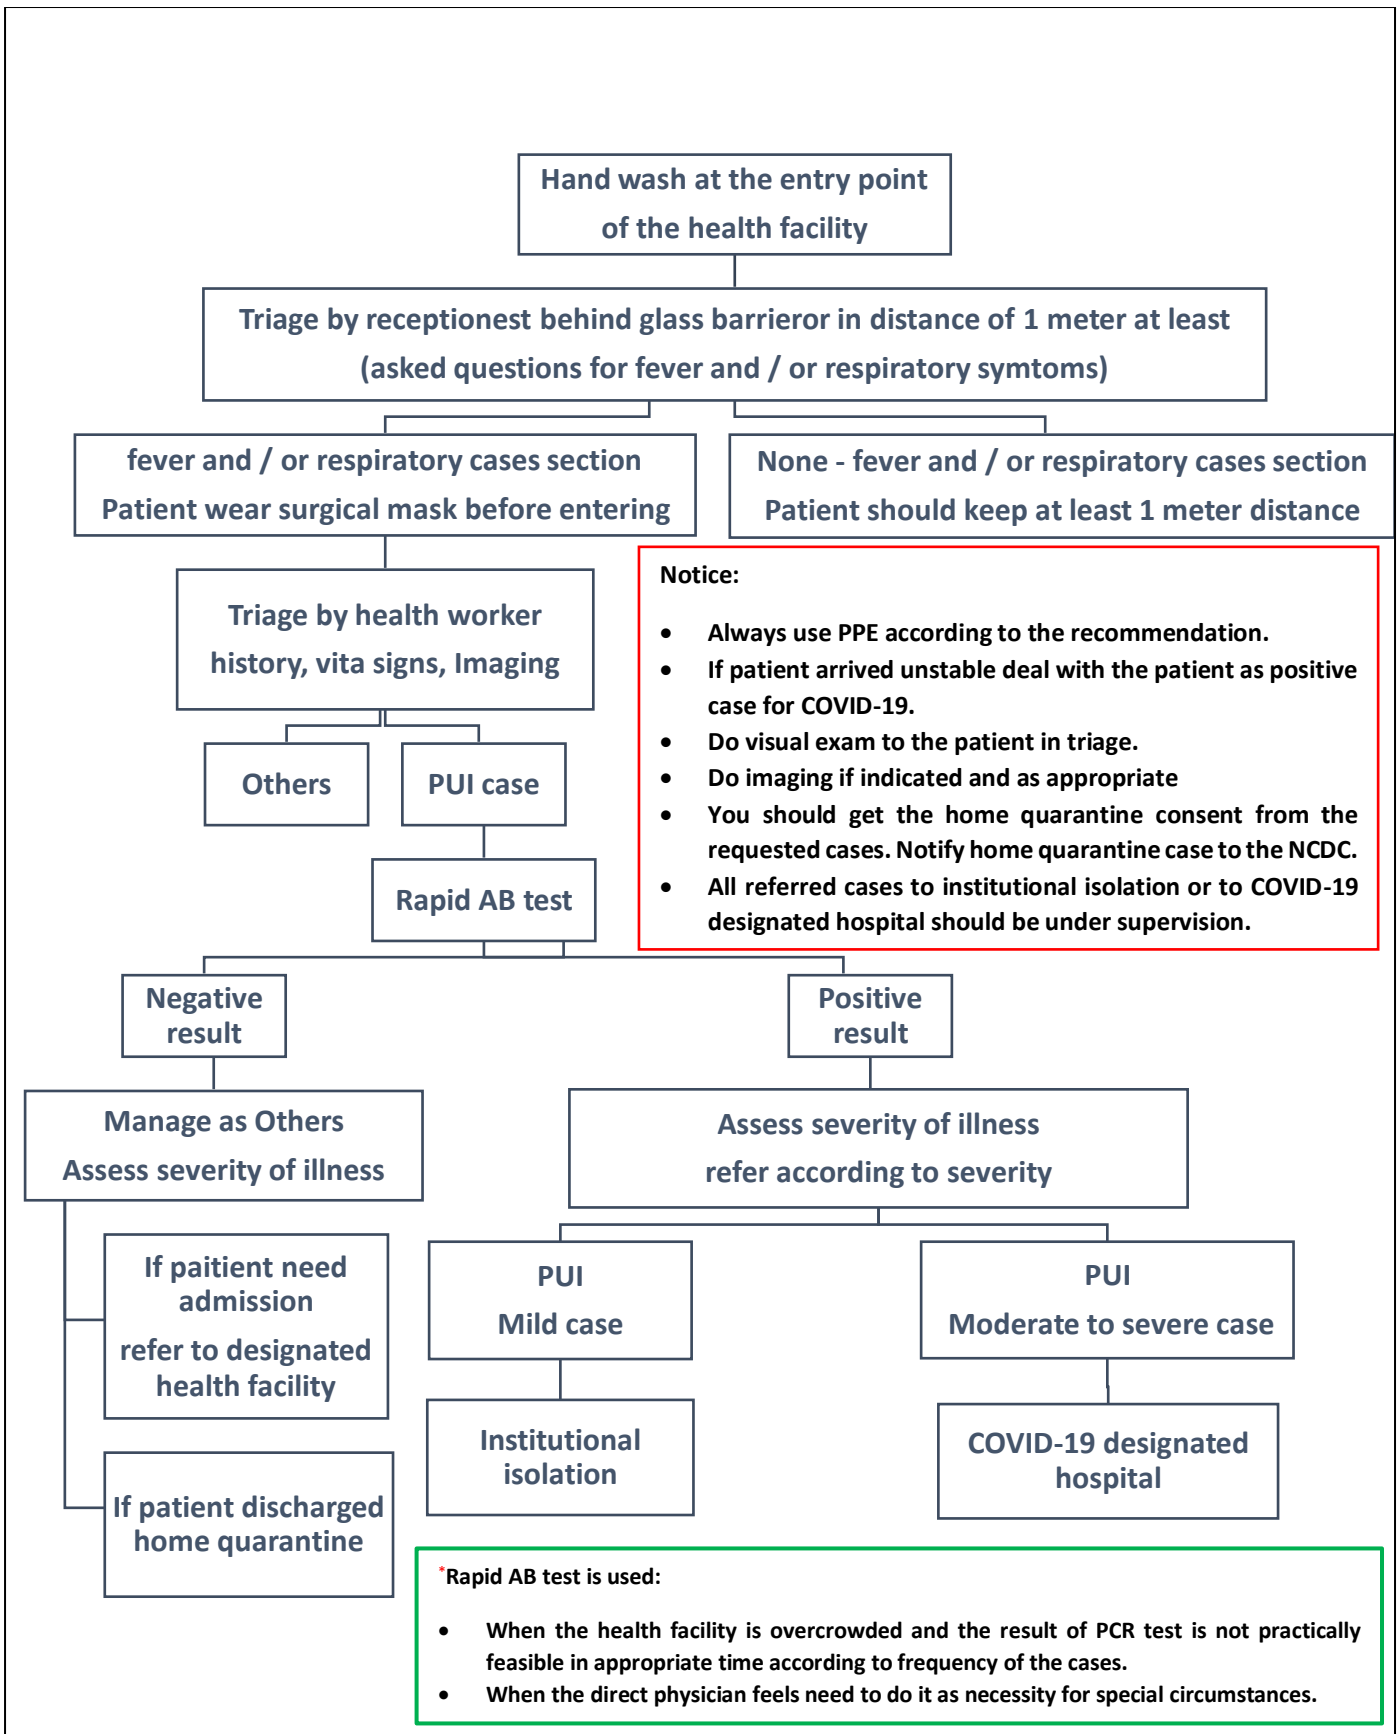 Hand wash at the entry point
of the health facility
Triage by receptionest behind glass barrieror in distance of 1 meter at least
(asked questions for fever and / or respiratory symtoms)
fever and / or respiratory cases section
Patient wear surgical mask before entering
None - fever and / or respiratory cases section
Patient should keep at least 1 meter distance
Triage by health worker
history, vita signs, Imaging
Others
PUI case
Rapid AB test
Notice:
• Always use PPE according to the recommendation.
• If patient arrived unstable deal with the patient as positive
case for COVID-19.
• Do visual exam to the patient in triage.
• Do imaging if indicated and as appropriate
• You should get the home quarantine consent from the
requested cases. Notify home quarantine case to the NCDC.
• All referred cases to institutional isolation or to COVID-19
designated hospital should be under supervision.
Negative
result
Positive
result
Manage as Others
Assess severity of illness
Assess severity of illness
refer according to severity
If paitient need
admission
refer to designated
health facility
If patient discharged
home quarantine
PUI
Mild case
PUI
Moderate to severe case
Institutional
isolation
COVID-19 designated
hospital
*Rapid AB test is used:
• When the health facility is overcrowded and the result of PCR test is not practically
feasible in appropriate time according to frequency of the cases.
• When the direct physician feels need to do it as necessity for special circumstances.